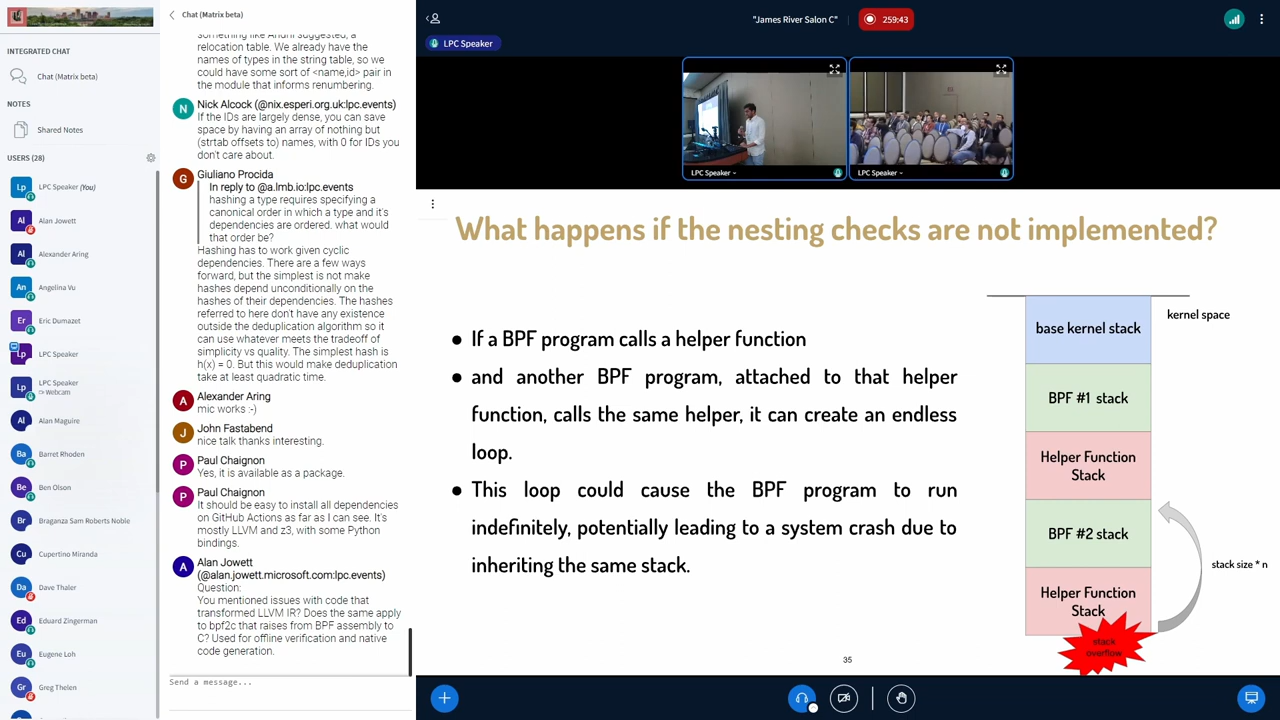 INTEGRATED CHAT
Chat (Matrix beta)
NOTES
Shared Notes
USERS (28)
Lp LPC Speaker (You)
Al Alan Jowett
Al Alexander Aring
An Angelina Vu
Er Eric Dumazet
Lp LPC Speaker
Lp LPC Speaker
Webcam
Al Alan Maguire
Ba Barret Rhoden
Be Ben Olson
Br Braganza Sam Roberts Noble
Cu Cupertino Miranda
Da Dave Thaler
Ed Eduard Zingerman
Eu Eugene Loh
Gr Greg Thelen
Chat (Matrix beta)
something like Andrii suggested, a
relocation table. We already have the
names of types in the string table, so we
could have some sort of <name,id> pair in
the module that informs renumbering.
N Nick Alcock (@nix.esperi.org.uk:lpc.events)
If the IDs are largely dense, you can save
space by having an array of nothing but
(strtab offsets to) names, with 0 for IDs you
don't care about.
G Giuliano Procida
In reply to @a.lmb.io:lpc.events
hashing a type requires specifying a
canonical order in which a type and it's
dependencies are ordered. what would
that order be?
Hashing has to work given cyclic
dependencies. There are a few ways
forward, but the simplest is not make
hashes depend unconditionally on the
hashes of their dependencies. The hashes
referred to here don't have any existence
outside the deduplication algorithm so it
can use whatever meets the tradeoff of
simplicity vs quality. The simplest hash is
h(x) = 0. But this would make deduplication
take at least quadratic time.
A Alexander Aring
mic works :-)
J John Fastabend
nice talk thanks interesting.
P Paul Chaignon
Yes, it is available as a package.
P Paul Chaignon
It should be easy to install all dependencies
on GitHub Actions as far as I can see. It's
mostly LLVM and z3, with some Python
bindings.
A Alan Jowett
(@alan.jowett.microsoft.com:lpc.events)
Question:
You mentioned issues with code that
transformed LLVM IR? Does the same apply
to bpf2c that raises from BPF assembly to
C? Used for offline verification and native
code generation.
Send a message...
"James River Salon C"
259:43
LPC Speaker
LPC Speaker
LPC Speaker
What happens if the nesting checks are not implemented?
● If a BPF program calls a helper function
● and another BPF program, attached to that helper
function, calls the same helper, it can create an endless
loop.
● This loop could cause the BPF program to run
indefinitely, potentially leading to a system crash due to
inheriting the same stack.
base kernel stack
kernel space
BPF #1 stack
Helper Function
Stack
BPF #2 stack
stack size * n
Helper Function
Stack
stack
overflow
35